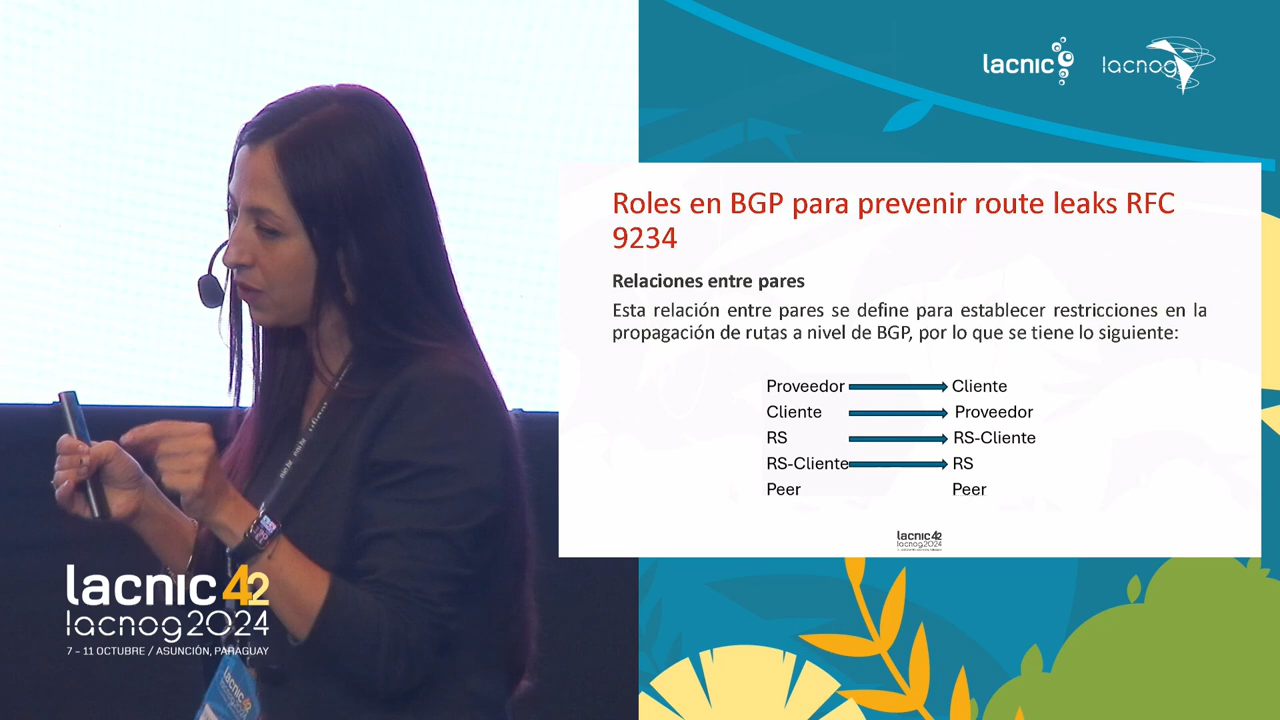 lacnic
lacnog
Roles en BGP para prevenir route leaks RFC
9234
Relaciones entre pares
Esta relación entre pares se define para establecer restricciones en la
propagación de rutas a nivel de BGP, por lo que se tiene lo siguiente:
Proveedor Cliente
Cliente Proveedor
RS RS-Cliente
RS-Cliente RS
Peer Peer
lacnic42
lacnog2024
lacnic42
lacnog2024
7 – 11 OCTUBRE / ASUNCIÓN, PARAGUAY
lacnic42